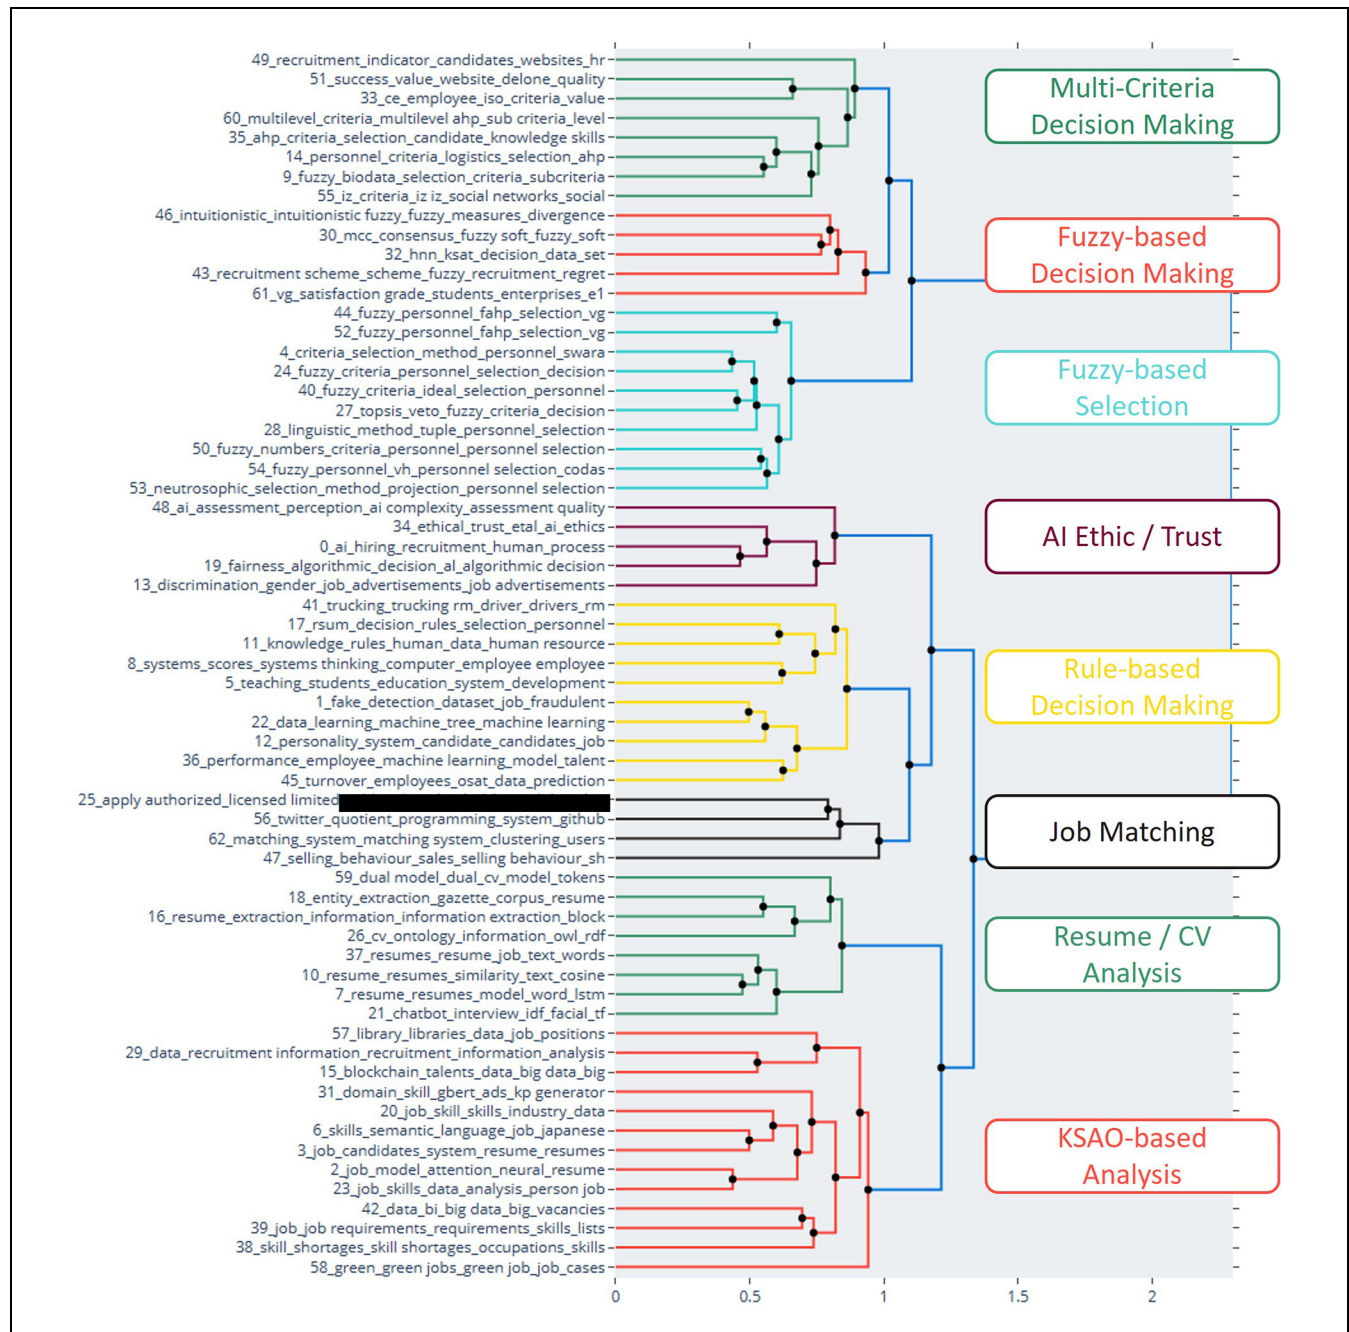 49_recruitment_indicator_candidates_websites_hr
51_success_value_website_delone_quality
33_ce_employee_iso_criteria_value
60_multilevel_criteria_multilevel ahp_sub criteria_level
35_ahp_criteria_selection_candidate_knowledge skills
14_personnel_criteria_logistics_selection_ahp
9_fuzzy_biodata_selection_criteria_subcriteria
55_iz_criteria_iz iz_social networks_social
Multi-Criteria
Decision Making
46_intuitionistic_intuitionistic fuzzy_fuzzy_measures_divergence
30_mcc_consensus_fuzzy soft_fuzzy_soft
32_hnn_ksat_decision_data_set
43_recruitment scheme_scheme_fuzzy_recruitment_regret
61_vg_satisfaction grade_students_enterprises_e1
Fuzzy-based
Decision Making
44_fuzzy_personnel_fahp_selection_vg
52_fuzzy_personnel_fahp_selection_vg
4_criteria_selection_method_personnel_swara
24_fuzzy_criteria_personnel_selection_decision
40_fuzzy_criteria_ideal_selection_personnel
27_topsis_veto_fuzzy_criteria_decision
28_linguistic_method_tuple_personnel_selection
50_fuzzy_numbers_criteria_personnel_personnel selection
54_fuzzy_personnel_vh_personnel selection_codas
53_neutrosophic_selection_method_projection_personnel selection
Fuzzy-based
Selection
48_ai_assessment_perception_ai complexity_assessment quality
34_ethical_trust_etal_ai_ethics
0_ai_hiring_recruitment_human_process
19_fairness_algorithmic_decision_al_algorithmic decision
13_discrimination_gender_job_advertisements_job advertisements
AI Ethic / Trust
41_trucking_trucking rm_driver_drivers_rm
17_rsum_decision_rules_selection_personnel
11_knowledge_rules_human_data_human resource
8_systems_scores_systems thinking_computer_employee employee
5_teaching_students_education_system_development
1_fake_detection_dataset_job_fraudulent
22_data_learning_machine_tree_machine learning
12_personality_system_candidate_candidates_job
36_performance_employee_machine learning_model_talent
45_turnover_employees_osat_data_prediction
Rule-based
Decision Making
25_apply authorized_licensed limited
56_twitter_quotient_programming_system_github
62_matching_system_matching system_clustering_users
47_selling_behaviour_sales_selling behaviour_sh
Job Matching
59_dual model_dual_cv_model_tokens
18_entity_extraction_gazette_corpus_resume
16_resume_extraction_information_information extraction_block
26_cv_ontology_information_owl_rdf
37_resumes_resume_job_text_words
10_resume_resumes_similarity_text_cosine
7_resume_resumes_model_word_lstm
21_chatbot_interview_idf_facial_tf
Resume / CV
Analysis
57_library_libraries_data_job_positions
29_data_recruitment information_recruitment_information_analysis
15_blockchain_talents_data_big data_big
31_domain_skill_gbert_ads_kp generator
20_job_skill_skills_industry_data
6_skills_semantic_language_job_japanese
3_job_candidates_system_resume_resumes
2_job_model_attention_neural_resume
23_job_skills_data_analysis_person job
42_data_bi_big data_big_vacancies
39_job_job requirements_requirements_skills_lists
38_skill_shortages_skill shortages_occupations_skills
58_green_green jobs_green job_job_cases
KSAO-based
Analysis
0 0.5 1 1.5 2